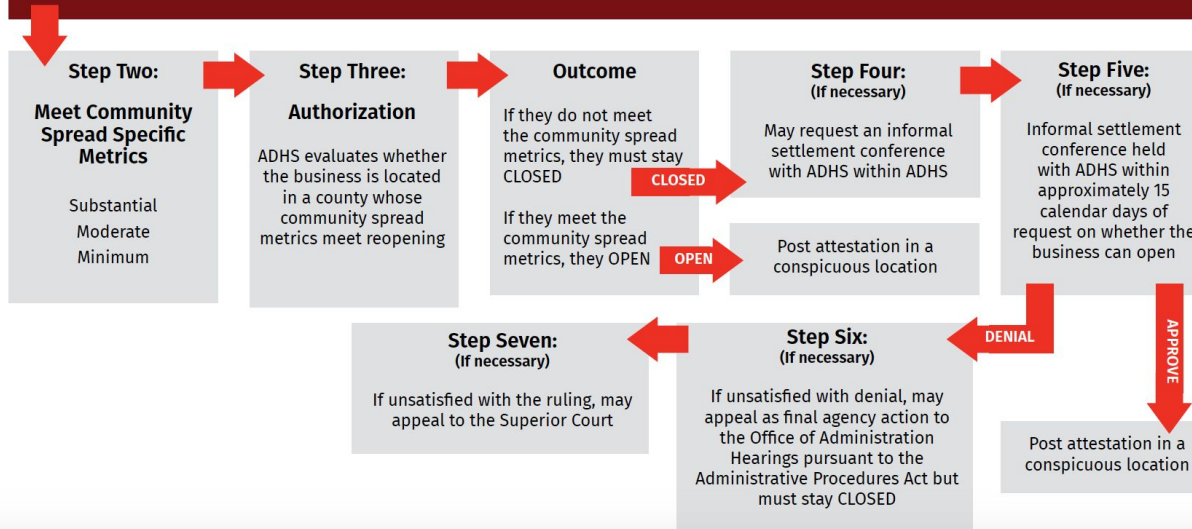 Step Two:
Meet Community
Spread Specific
Metrics
Substantial
Moderate
Minimum
Step Three:
Authorization
ADHS evaluates whether
the business is located
in a county whose
community spread
metrics meet reopening
Outcome
If they do not meet
the community spread
metrics, they must stay
CLOSED
If they meet the
community spread
metrics, they OPEN
CLOSED
OPEN
Step Four:
(If necessary)
May request an informal
settlement conference
with ADHS within ADHS
Post attestation in a
conspicuous location
Step Five:
(If necessary)
Informal settlement
conference held
with ADHS within
approximately 15
calendar days of
request on whether the
business can open
DENIAL
APPROVE
Post attestation in a
conspicuous location
Step Six:
(If necessary)
If unsatisfied with denial, may
appeal as final agency action to
the Office of Administration
Hearings pursuant to the
Administrative Procedures Act but
must stay CLOSED
Step Seven:
(If necessary)
If unsatisfied with the ruling, may
appeal to the Superior Court